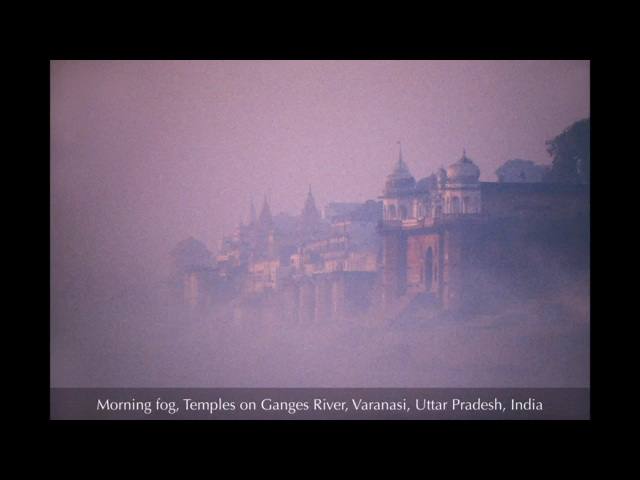 Morning fog, Temples on Ganges River, Varanasi, Uttar Pradesh, India